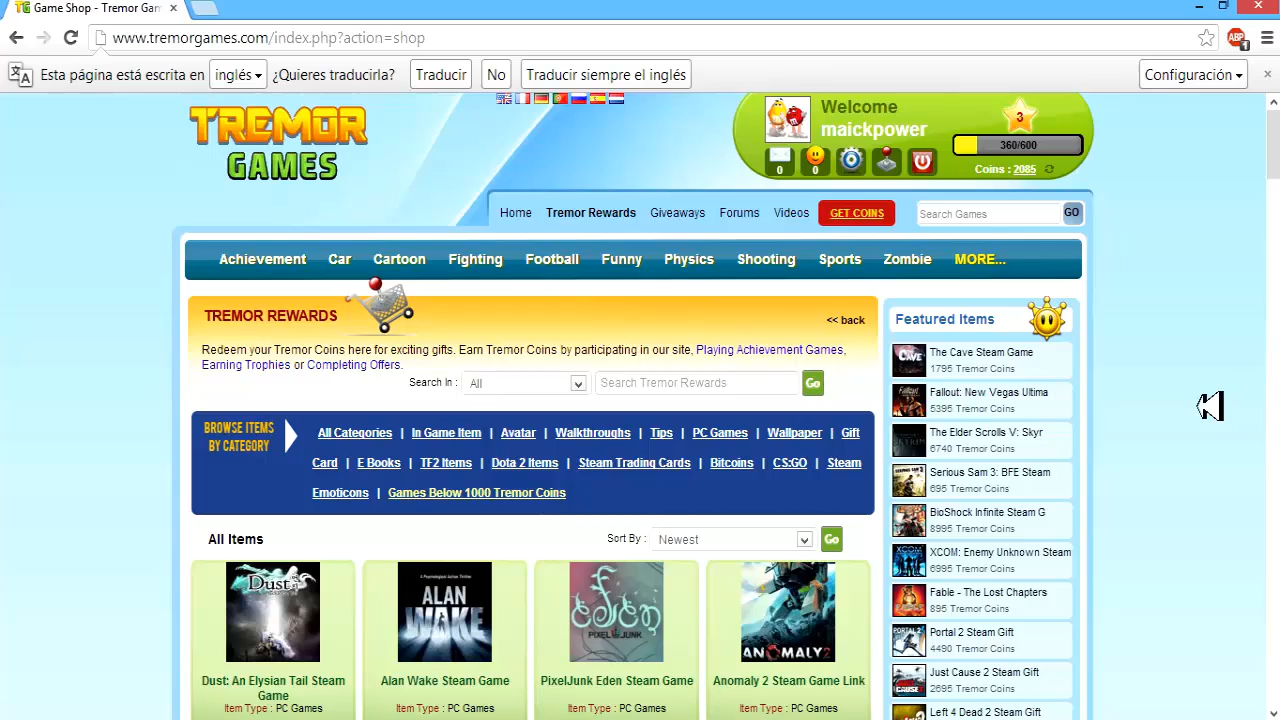 Game Shop - Tremor Gam
www.tremorgames.com/index.php?action=shop
ABP 1
Esta página está escrita en inglés ¿Quieres traducirla? Traducir No Traducir siempre el inglés Configuración
TREMOR
GAMES
Welcome
maickpower
3
360/600
0 0
Coins : 2085
Home Tremor Rewards Giveaways Forums Videos GET COINS Search Games GO
Achievement Car Cartoon Fighting Football Funny Physics Shooting Sports Zombie MORE...
TREMOR REWARDS
<< back
Redeem your Tremor Coins here for exciting gifts. Earn Tremor Coins by participating in our site, Playing Achievement Games,
Earning Trophies or Completing Offers.
Search In : All Search Tremor Rewards Go
BROWSE ITEMS
BY CATEGORY
All Categories | In Game Item | Avatar | Walkthroughs | Tips | PC Games | Wallpaper | Gift
Card | E Books | TF2 Items | Dota 2 Items | Steam Trading Cards | Bitcoins | CS:GO | Steam
Emoticons | Games Below 1000 Tremor Coins
All Items
Sort By : Newest Go
Dust:
ALAN
WAKE
eden
PIXELJUNK
ANOMALY2
Dust: An Elysian Tail Steam
Game
Item Type : PC Games
Alan Wake Steam Game
Item Type : PC Games
PixelJunk Eden Steam Game
Item Type : PC Games
Anomaly 2 Steam Game Link
Item Type : PC Games
Featured Items
The Cave Steam Game
1795 Tremor Coins
Fallout: New Vegas Ultima
5395 Tremor Coins
The Elder Scrolls V: Skyr
6740 Tremor Coins
Serious Sam 3: BFE Steam
695 Tremor Coins
BioShock Infinite Steam G
8995 Tremor Coins
XCOM: Enemy Unknown Steam
6995 Tremor Coins
Fable - The Lost Chapters
895 Tremor Coins
Portal 2 Steam Gift
4490 Tremor Coins
Just Cause 2 Steam Gift
2695 Tremor Coins
Left 4 Dead 2 Steam Gift